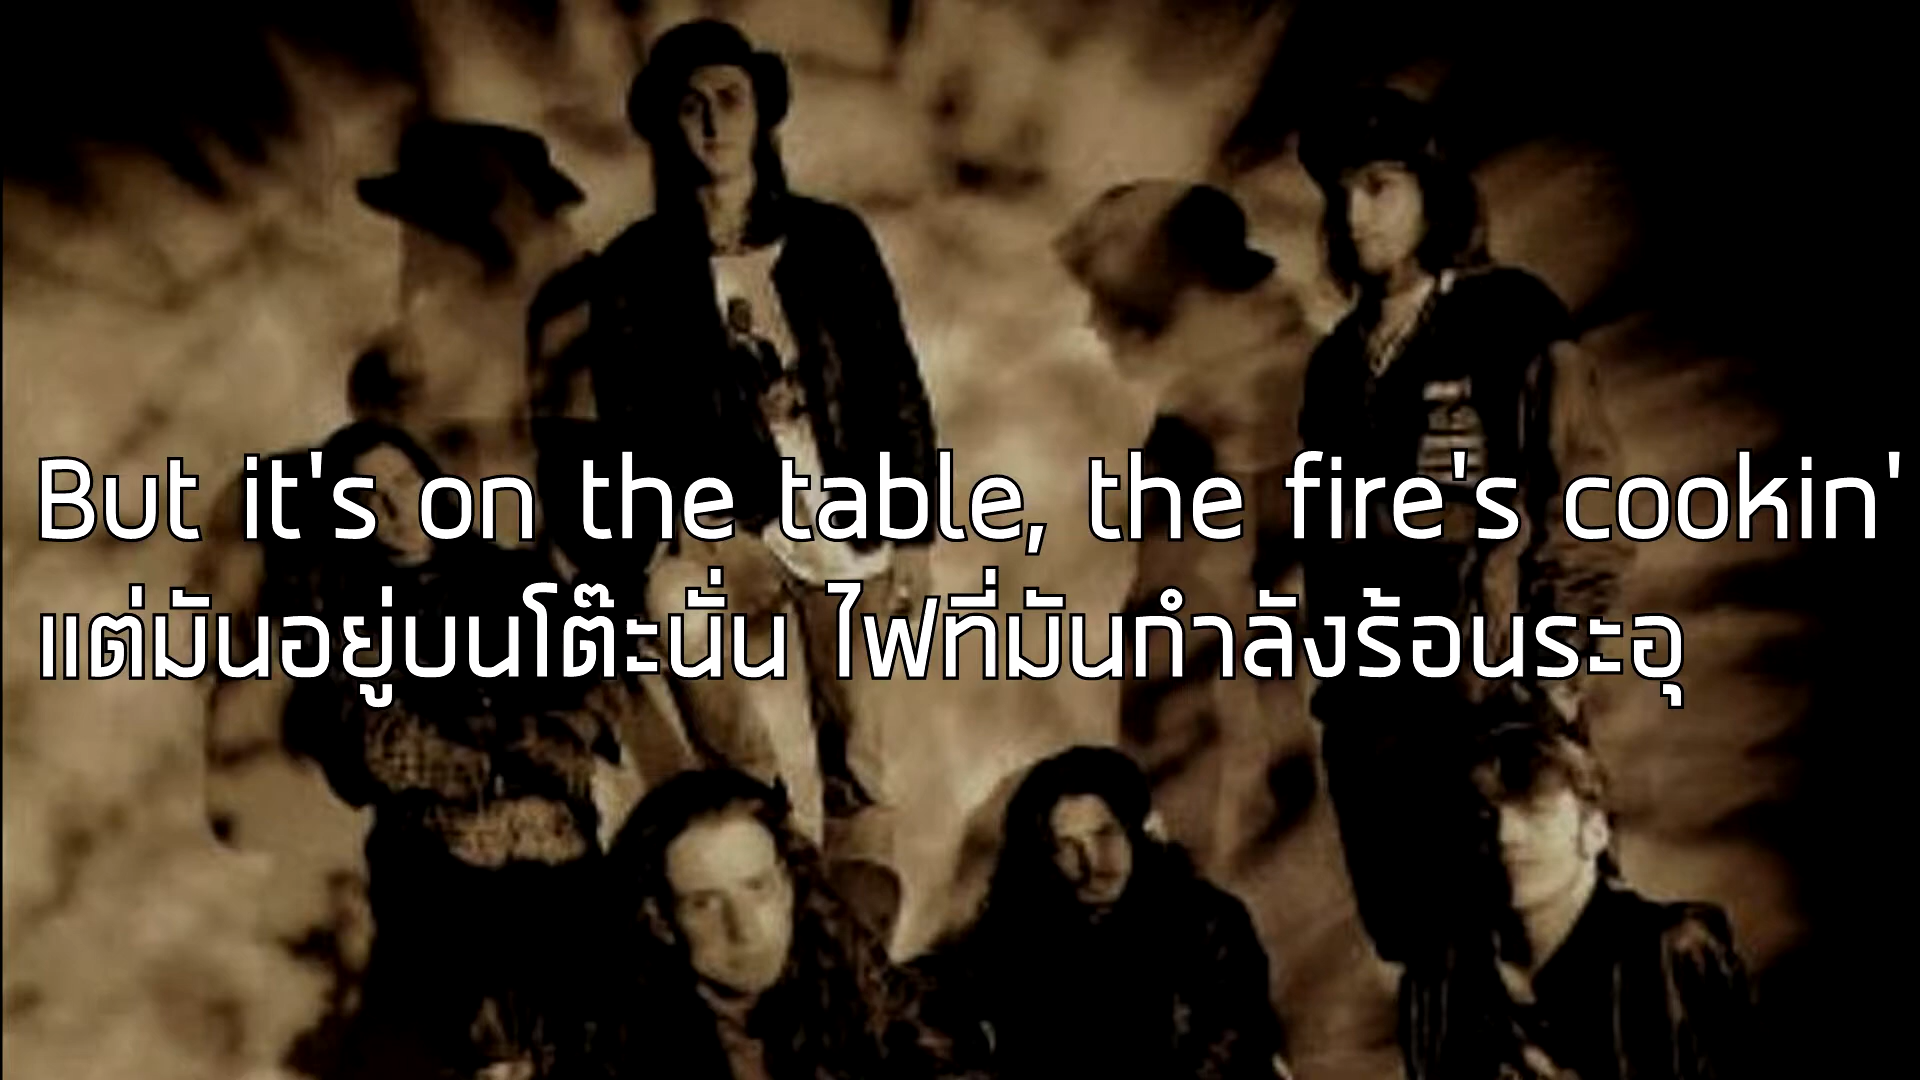 But it's on the table, the fire's cookin'
แต่มันอยู่บนโต๊ะนั่น ไฟที่มันกำลังร้อนระอุ